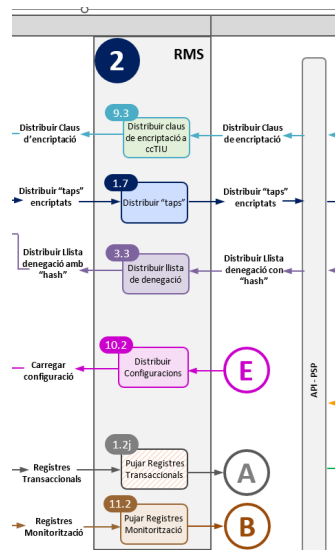 2
RMS
9.3
Distribuir Claus
d'encriptació
Distribuir claus
de encriptació a
ccTIU
Distribuir Claus
de encriptació
1.7
Distribuir "taps"
encriptats
Distribuir "taps"
Distribuir "taps"
encriptats
3.3
Distribuir Llista
denegació amb
"hash"
Distribuir llista
de denegació
Distribuir Llista
denegació con
"hash"
10.2
Carregar
configuració
Distribuir
Configuracions
E
API - PSP
1.2j
Registres
Transaccionals
Pujar Registres
Transaccionals
A
11.2
Registres
Monitorització
Pujar Registres
Monitorització
B